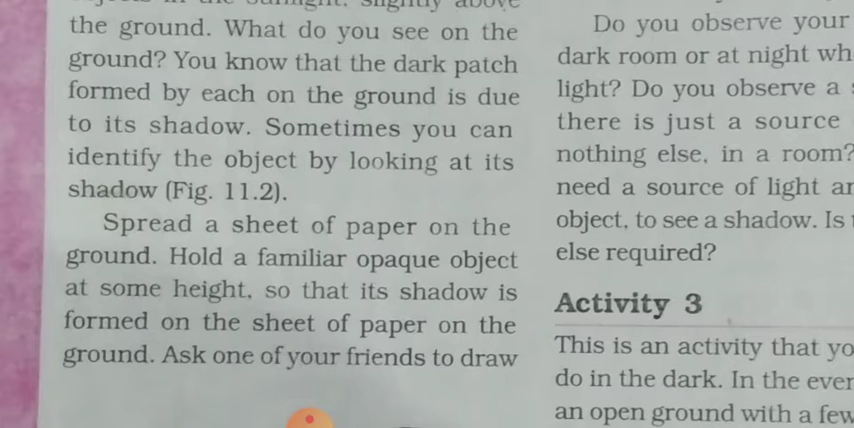 the ground. What do you see on the
ground? You know that the dark patch
formed by each on the ground is due
to its shadow. Sometimes you can
identify the object by looking at its
shadow (Fig. 11.2).
Spread a sheet of paper on the
ground. Hold a familiar opaque object
at some height, so that its shadow is
formed on the sheet of paper on the
ground. Ask one of your friends to draw
Do you observe your
dark room or at night wh
light? Do you observe a
there is just a source
nothing else, in a room?
need a source of light
object, to see a shadow. Is
else required?
Activity 3
This is an activity that yo
do in the dark. In the
an open ground with a few